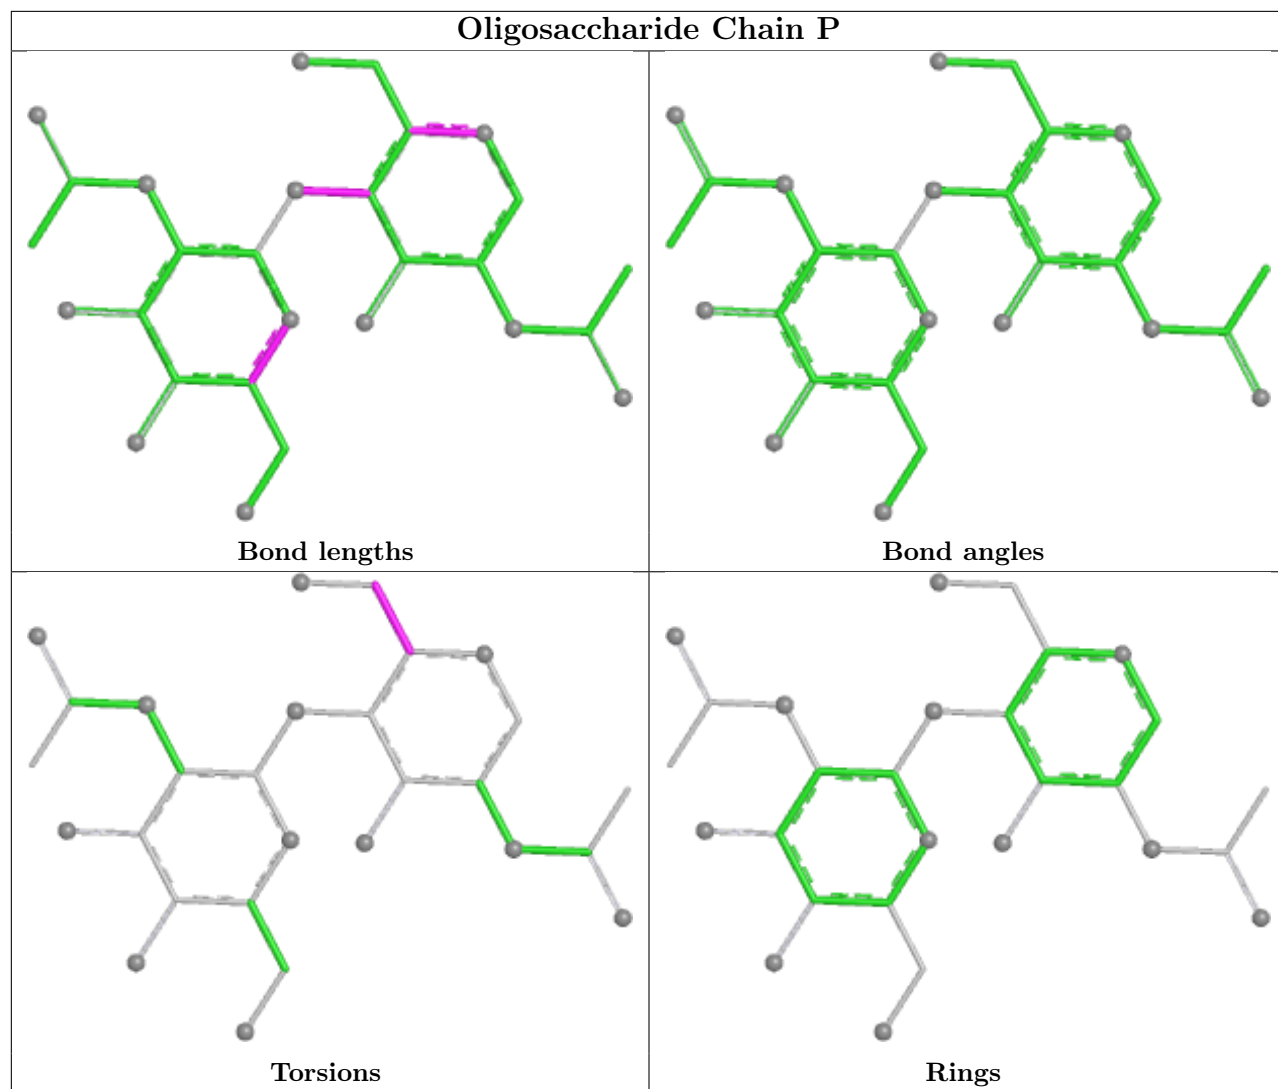 Oligosaccharide Chain P
Bond lengths
Bond angles
Torsions
Rings